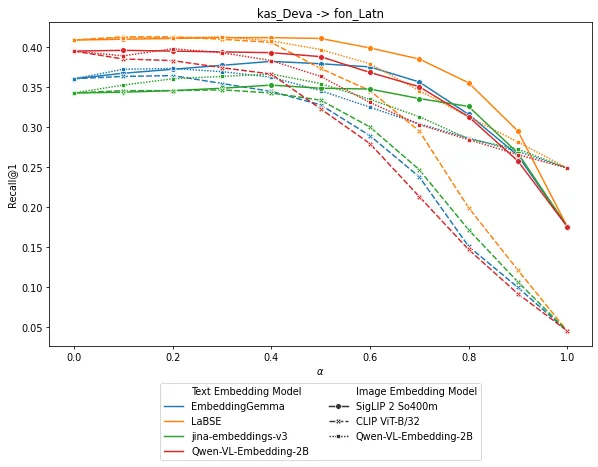 kas_Deva -> fon_Latn
Recall@1
0.40
0.35
0.30
0.25
0.20
0.15
0.10
0.05
0.0
0.2
0.4
0.6
0.8
1.0
α
Text Embedding Model
EmbeddingGemma
LaBSE
jina-embeddings-v3
Qwen-VL-Embedding-2B
Image Embedding Model
SigLIP 2 So400m
CLIP ViT-B/32
Qwen-VL-Embedding-2B